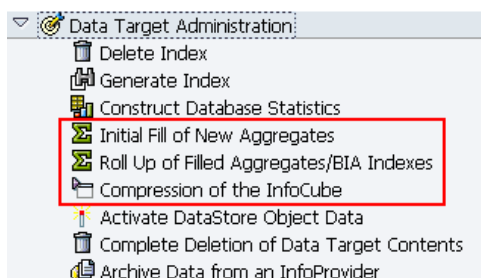 Data Target Administration
Delete Index
Generate Index
Construct Database Statistics
Initial Fill of New Aggregates
Roll Up of Filled Aggregates/BIA Indexes
Compression of the InfoCube
Activate DataStore Object Data
Complete Deletion of Data Target Contents
Archive Data from an InfoProvider